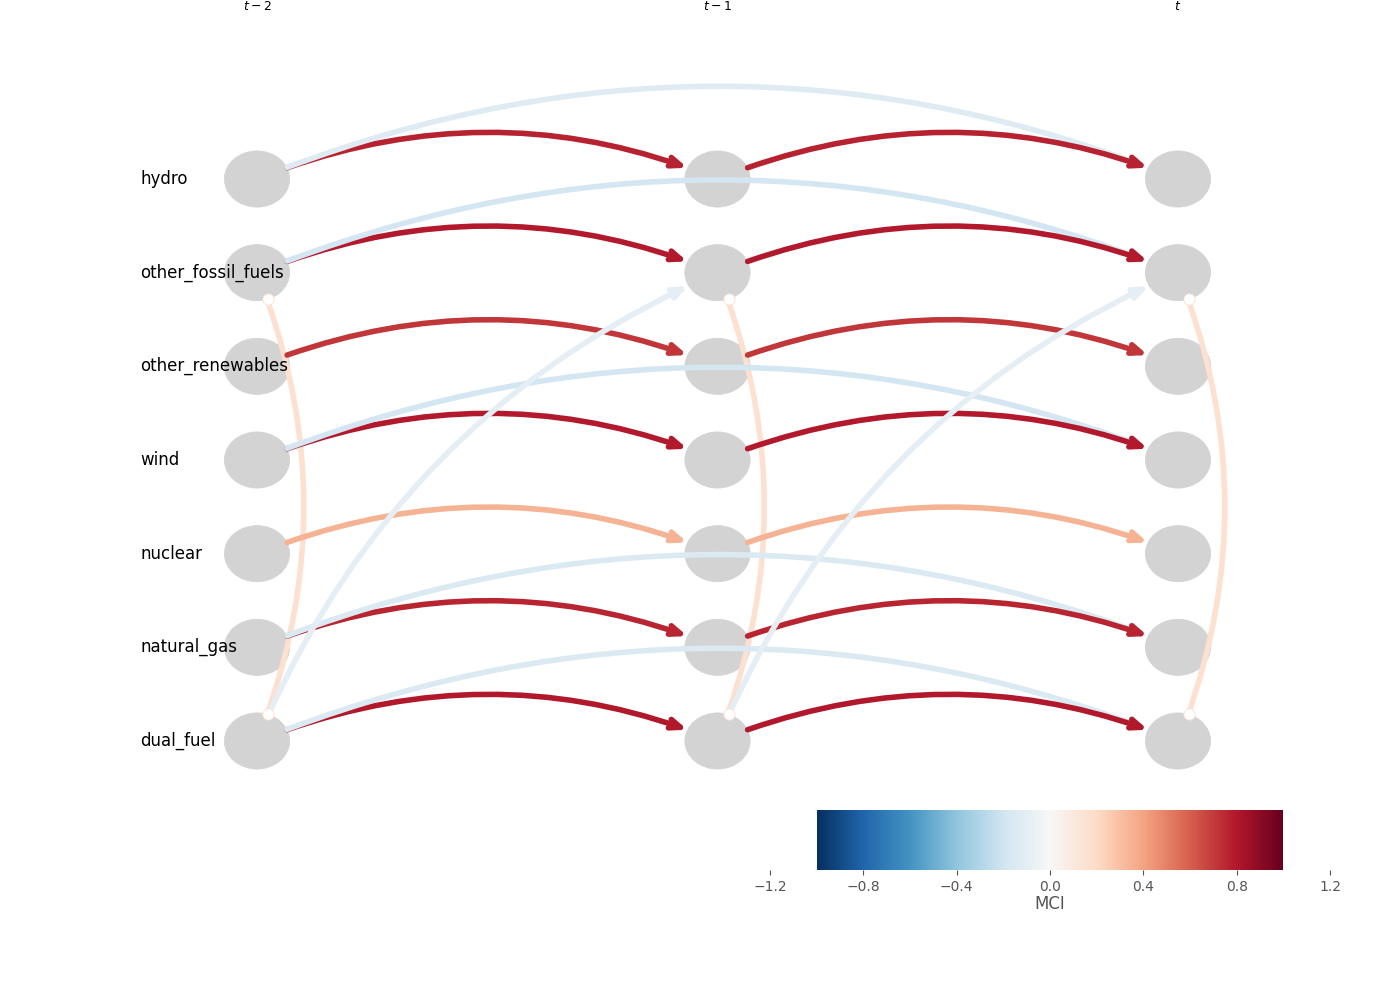 t − 2 t − 1 t
hydro
other_fossil_fuels
other_renewables
wind
nuclear
natural_gas
dual_fuel
−1.2 −0.8 −0.4 0.0 0.4 0.8 1.2
MCI